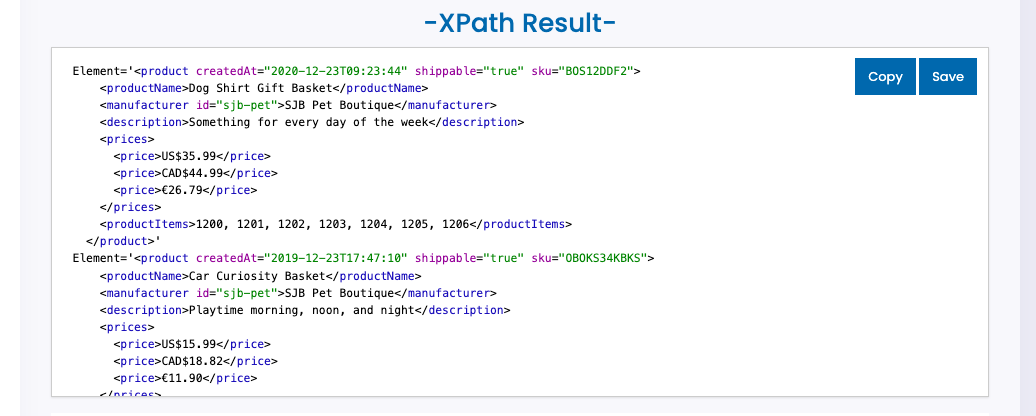 -XPath Result-
Copy Save
Element='<product createdAt="2020-12-23T09:23:44" shippable="true" sku="BOS12DDF2">
<productName>Dog Shirt Gift Basket</productName>
<manufacturer id="sjb-pet">SJB Pet Boutique</manufacturer>
<description>Something for every day of the week</description>
<prices>
<price>US$35.99</price>
<price>CAD$44.99</price>
<price>€26.79</price>
</prices>
<productItems>1200, 1201, 1202, 1203, 1204, 1205, 1206</productItems>
</product>'
Element='<product createdAt="2019-12-23T17:47:10" shippable="true" sku="OBOKS34KBKS">
<productName>Car Curiosity Basket</productName>
<manufacturer id="sjb-pet">SJB Pet Boutique</manufacturer>
<description>Playtime morning, noon, and night</description>
<prices>
<price>US$15.99</price>
<price>CAD$18.82</price>
<price>€11.90</price>
</prices>